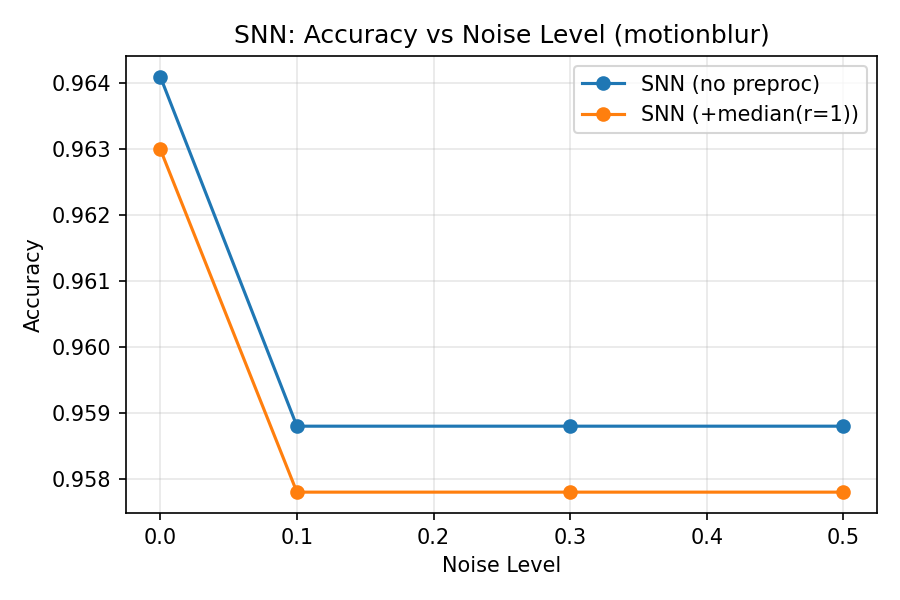 SNN: Accuracy vs Noise Level (motionblur)
SNN (no preproc)
SNN (+median(r=1))
Accuracy
0.964
0.963
0.962
0.961
0.960
0.959
0.958
0.0 0.1 0.2 0.3 0.4 0.5
Noise Level